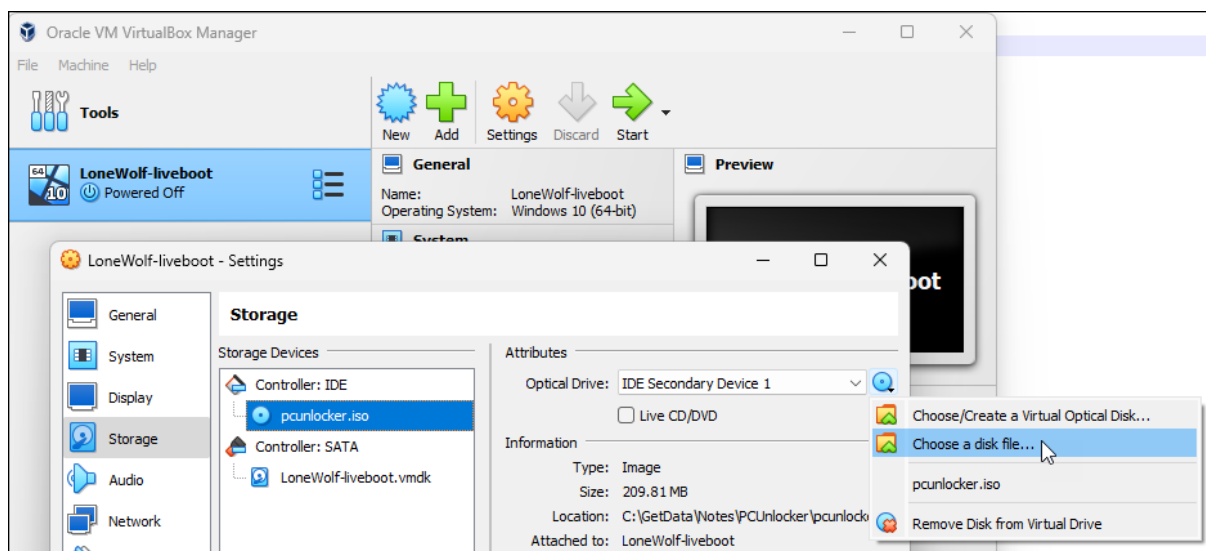 Oracle VM VirtualBox Manager
File Machine Help
Tools
New Add Settings Discard Start
64
10
LoneWolf-liveboot
Powered Off
General
Name: LoneWolf-liveboot
Operating System: Windows 10 (64-bit)
System
Preview
LoneWolf-liveboot - Settings
General
System
Display
Storage
Audio
Network
Storage
Storage Devices
Controller: IDE
pcunlocker.iso
Controller: SATA
LoneWolf-liveboot.vmdk
Attributes
Optical Drive: IDE Secondary Device 1
Live CD/DVD
Information
Type: Image
Size: 209.81 MB
Location: C:\GetData\Notes\PCUnlocker\pcunlocke
Attached to: LoneWolf-liveboot
Choose/Create a Virtual Optical Disk...
Choose a disk file...
pcunlocker.iso
Remove Disk from Virtual Drive